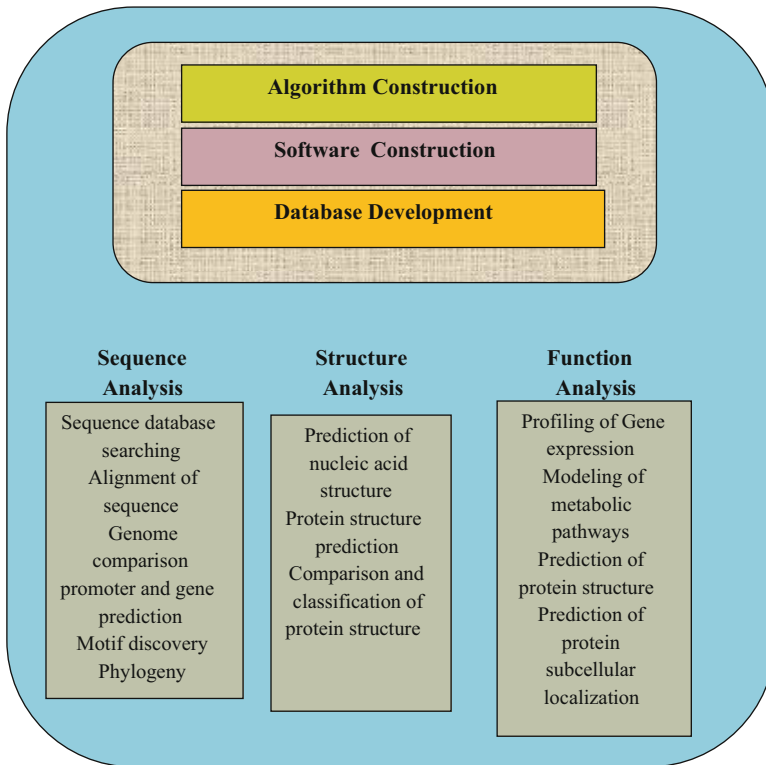 Algorithm Construction
Software Construction
Database Development
Sequence
Analysis
Sequence database
searching
Alignment of
sequence
Genome
comparison
promoter and gene
prediction
Motif discovery
Phylogeny
Structure
Analysis
Prediction of
nucleic acid
structure
Protein structure
prediction
Comparison and
classification of
protein structure
Function
Analysis
Profiling of Gene
expression
Modeling of
metabolic
pathways
Prediction of
protein structure
Prediction of
protein
subcellular
localization